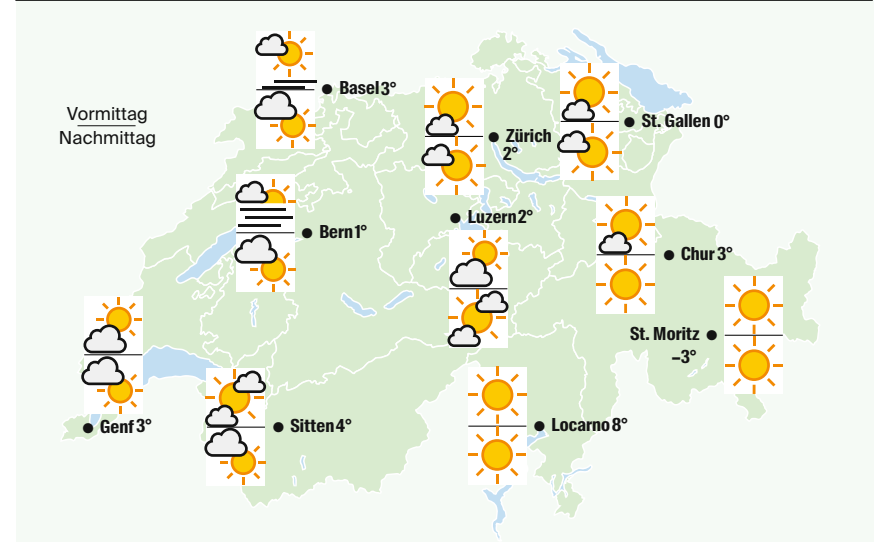 Vormittag
Nachmittag
Basel 3°
Zürich
2°
St. Gallen 0°
Bern 1°
Luzern 2°
Chur 3°
St. Moritz
–3°
Genf 3°
Sitten 4°
Locarno 8°